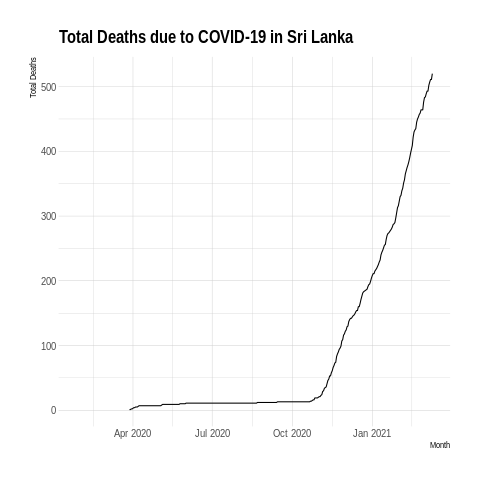 Total Deaths due to COVID-19 in Sri Lanka
Total Deaths
500
400
300
200
100
0
Apr 2020 Jul 2020 Oct 2020 Jan 2021
Month